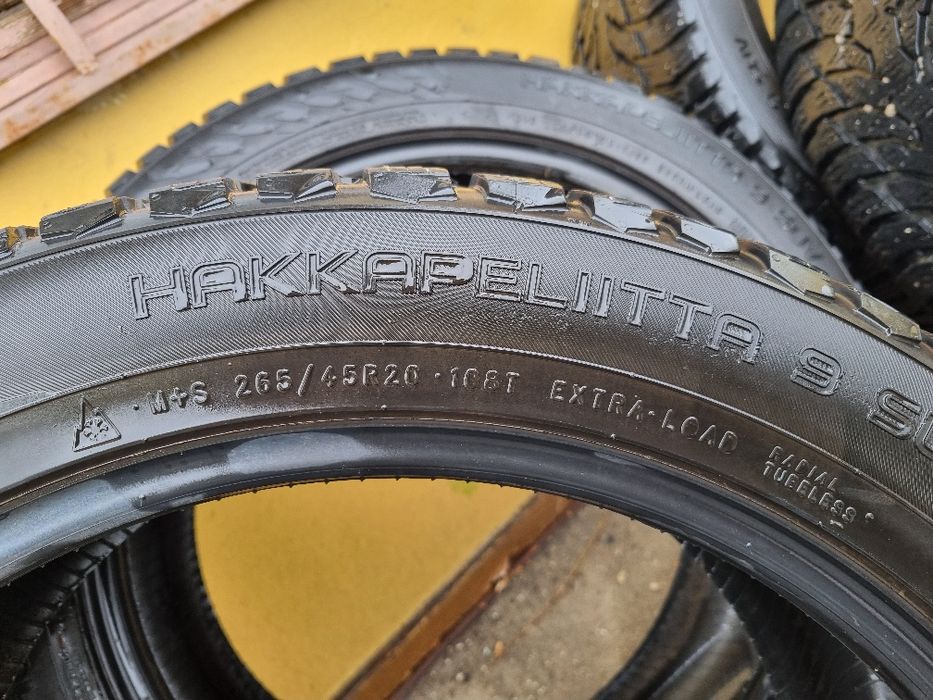 HAKKAPELIITTA 9 SU
M+S 265/45R20 · 108T EXTRA·LOAD
RADIAL
TUBELESS